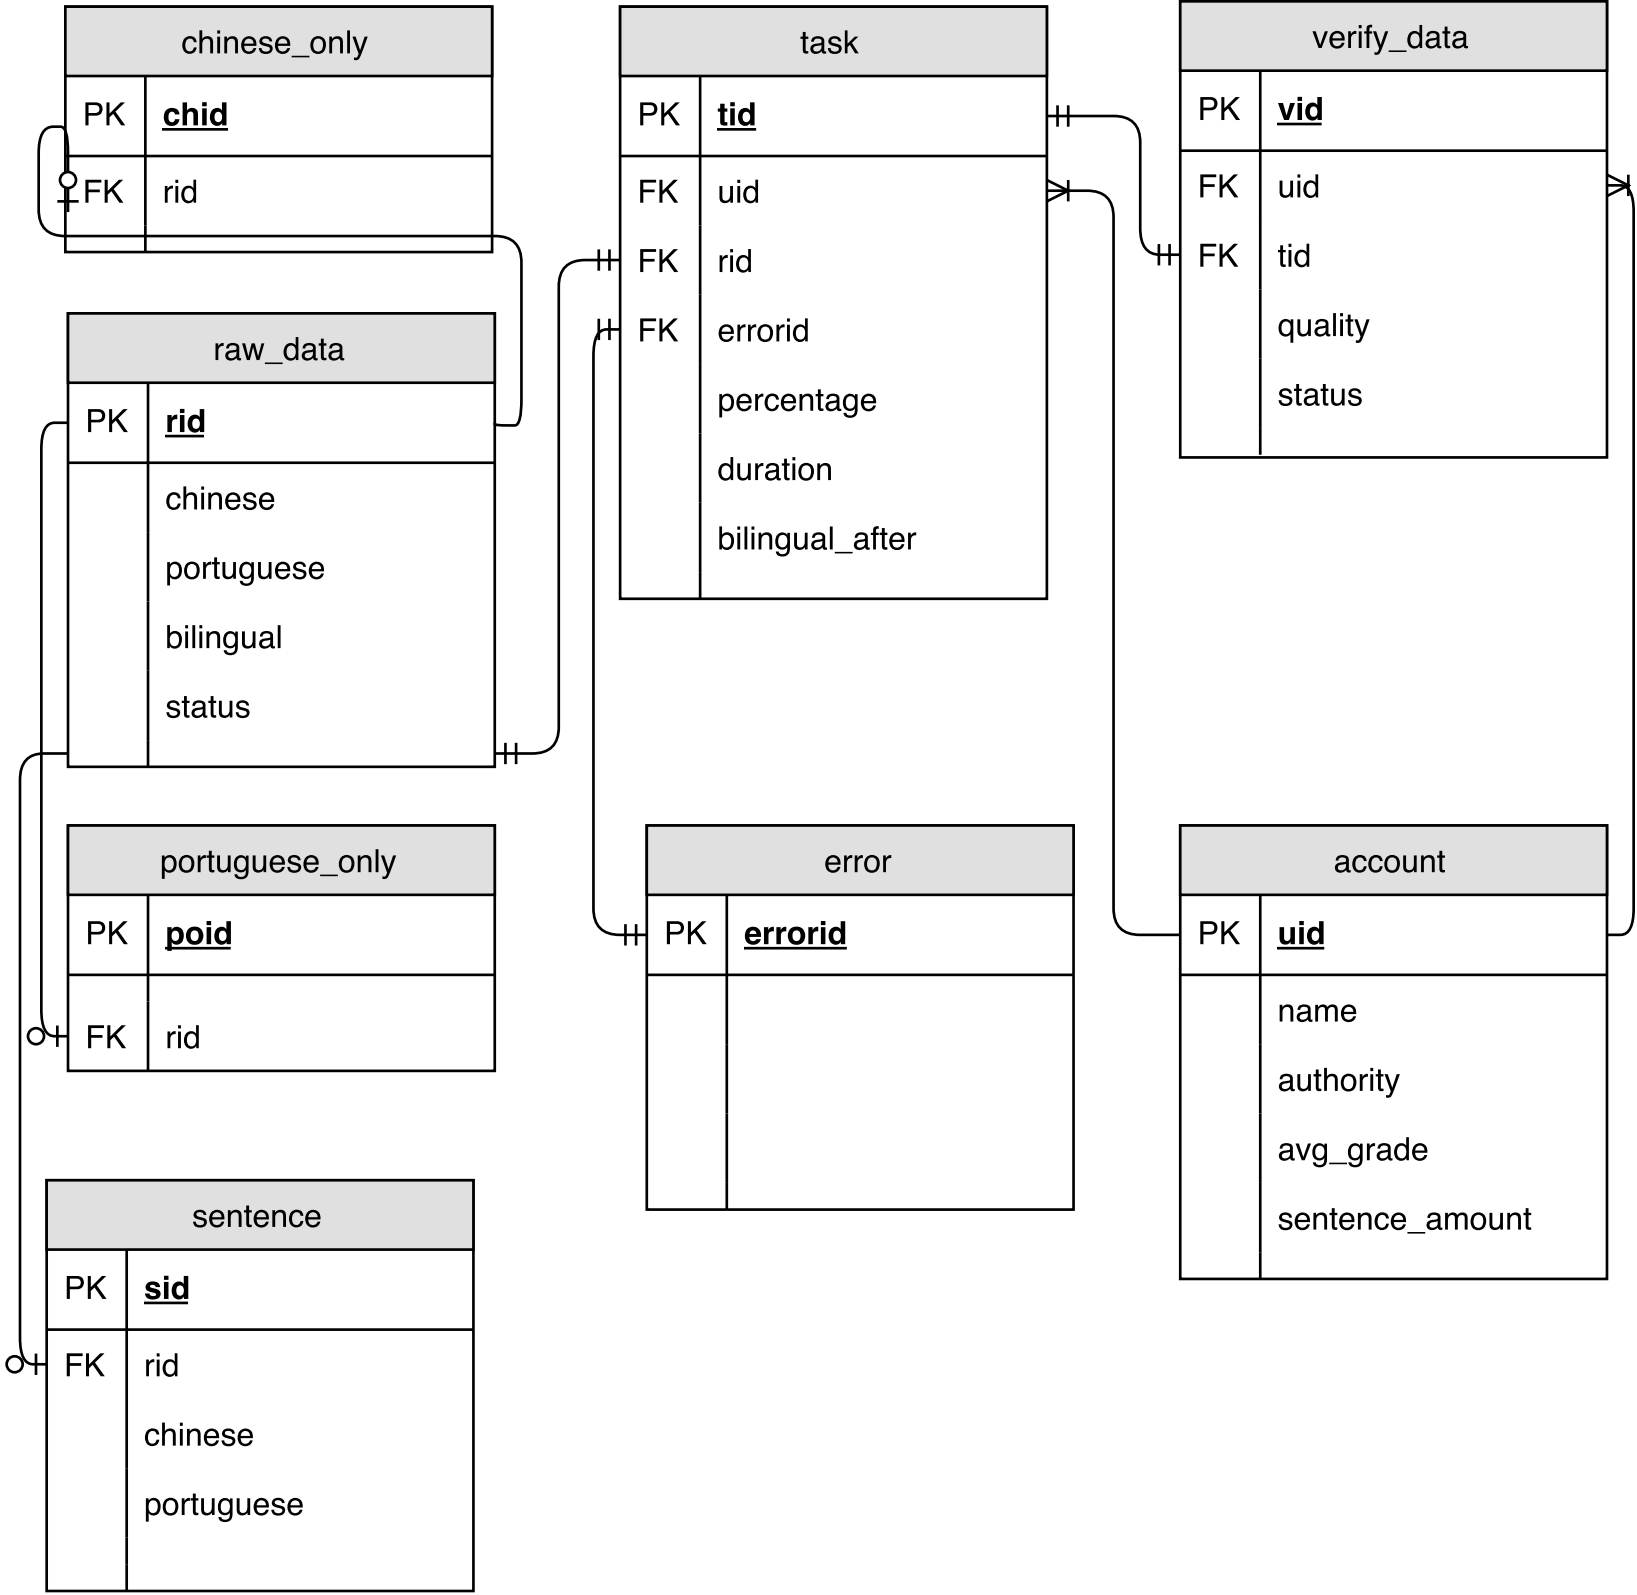 chinese_only
PK chid
FK rid
raw_data
PK rid
chinese
portuguese
bilingual
status
portuguese_only
PK poid
FK rid
sentence
PK sid
FK rid
chinese
portuguese
task
PK tid
FK uid
FK rid
FK errorid
percentage
duration
bilingual_after
error
PK errorid
verify_data
PK vid
FK uid
FK tid
quality
status
account
PK uid
name
authority
avg_grade
sentence_amount